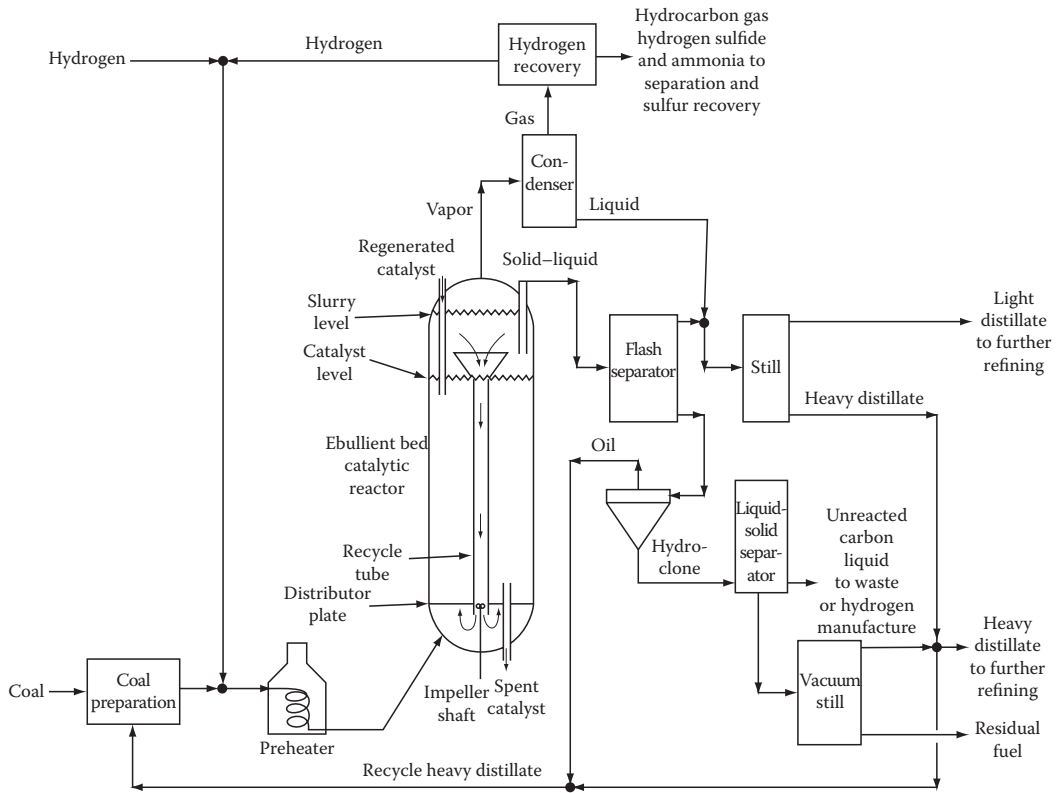 Hydrocarbon gas
hydrogen sulfide
and ammonia to
separation and
sulfur recovery
Hydrogen
Hydrogen
Hydrogen
recovery
Gas
Con-
denser
Vapor
Liquid
Regenerated
catalyst
Solid–liquid
Slurry
level
Light
distillate
to further
refining
Catalyst
level
Flash
separator
Still
Heavy distillate
Ebullient bed
catalytic
reactor
Oil
Liquid-
solid
separ-
ator
Unreacted
carbon
liquid
to waste
or hydrogen
manufacture
Hydro-
clone
Recycle
tube
Distributor
plate
Heavy
distillate
to further
refining
Coal
Coal
preparation
Impeller
shaft
Spent
catalyst
Vacuum
still
Preheater
Residual
fuel
Recycle heavy distillate